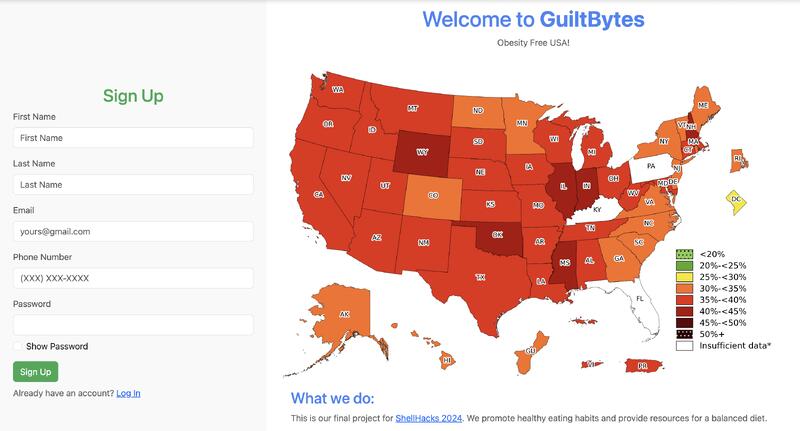 Welcome to GuiltBytes
Obesity Free USA!
Sign Up
First Name
First Name
Last Name
Last Name
Email
yours@gmail.com
Phone Number
(XXX) XXX-XXXX
Password
Show Password
Sign Up
Already have an account? Log In
WA
OR
CA
NV
ID
MT
WY
UT
AZ
CO
NM
ND
SD
NE
KS
OK
TX
MN
IA
MO
AR
LA
WI
IL
MI
IN
OH
KY
TN
MS
AL
GA
FL
SC
NC
VA
WV
PA
NY
VT
NH
ME
MA
CT
RI
NJ
MD
DE
DC
AK
HI
GU
VI
PR
<20%
20%-<25%
25%-<30%
30%-<35%
35%-<40%
40%-<45%
45%-<50%
50%+
Insufficient data*
What we do:
This is our final project for ShellHacks 2024. We promote healthy eating habits and provide resources for a balanced diet.